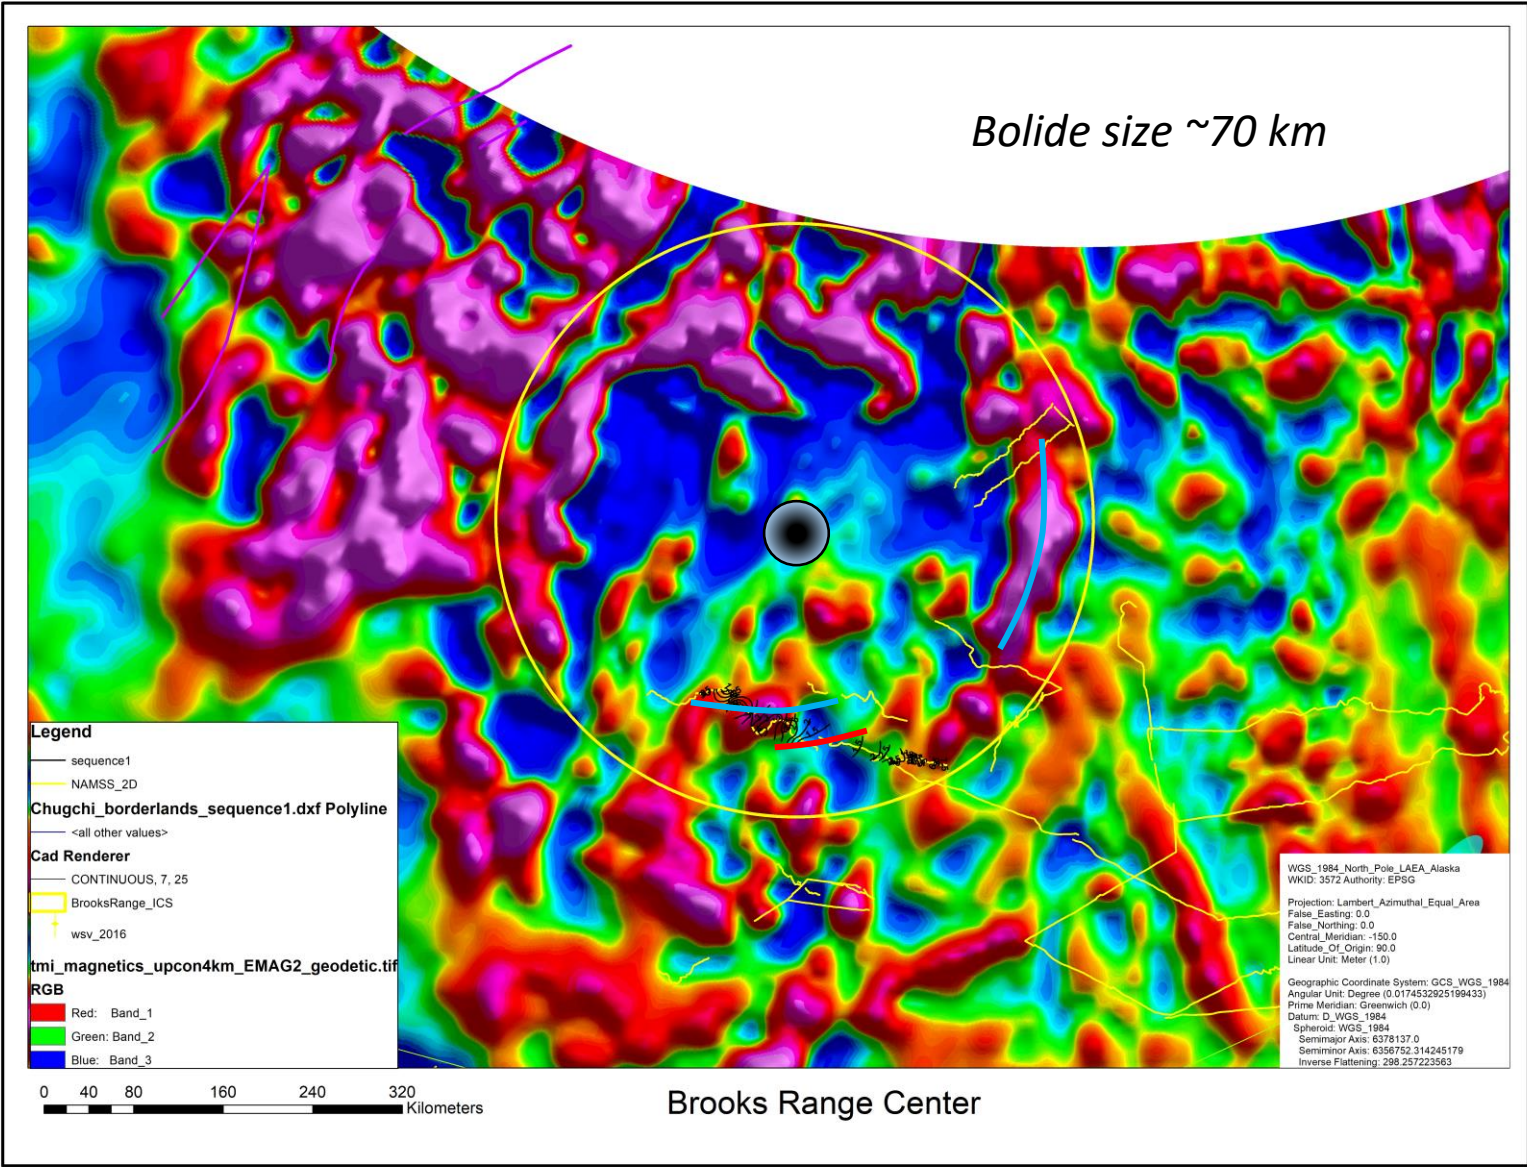 Bolide size ~70 km
Legend
sequence1
NAMSS_2D
Chugchi_borderlands_sequence1.dxf Polyline
<all other values>
Cad Renderer
CONTINUOUS, 7, 25
BrooksRange_ICS
wsv_2016
tmi_magnetics_upcon4km_EMAG2_geodetic.tif
RGB
Red: Band_1
Green: Band_2
Blue: Band_3
WGS_1984_North_Pole_LAEA_Alaska
WKID: 3572 Authority: EPSG
Projection: Lambert_Azimuthal_Equal_Area
False_Easting: 0.0
False_Northing: 0.0
Central_Meridian: -150.0
Latitude_Of_Origin: 90.0
Linear Unit: Meter (1.0)
Geographic Coordinate System: GCS_WGS_1984
Angular Unit: Degree (0.0174532925199433)
Prime Meridian: Greenwich (0.0)
Datum: D_WGS_1984
Spheroid: WGS_1984
Semimajor Axis: 6378137.0
Semiminor Axis: 6356752.314245179
Inverse Flattening: 298.257223563
0 40 80 160 240 320
Kilometers
Brooks Range Center